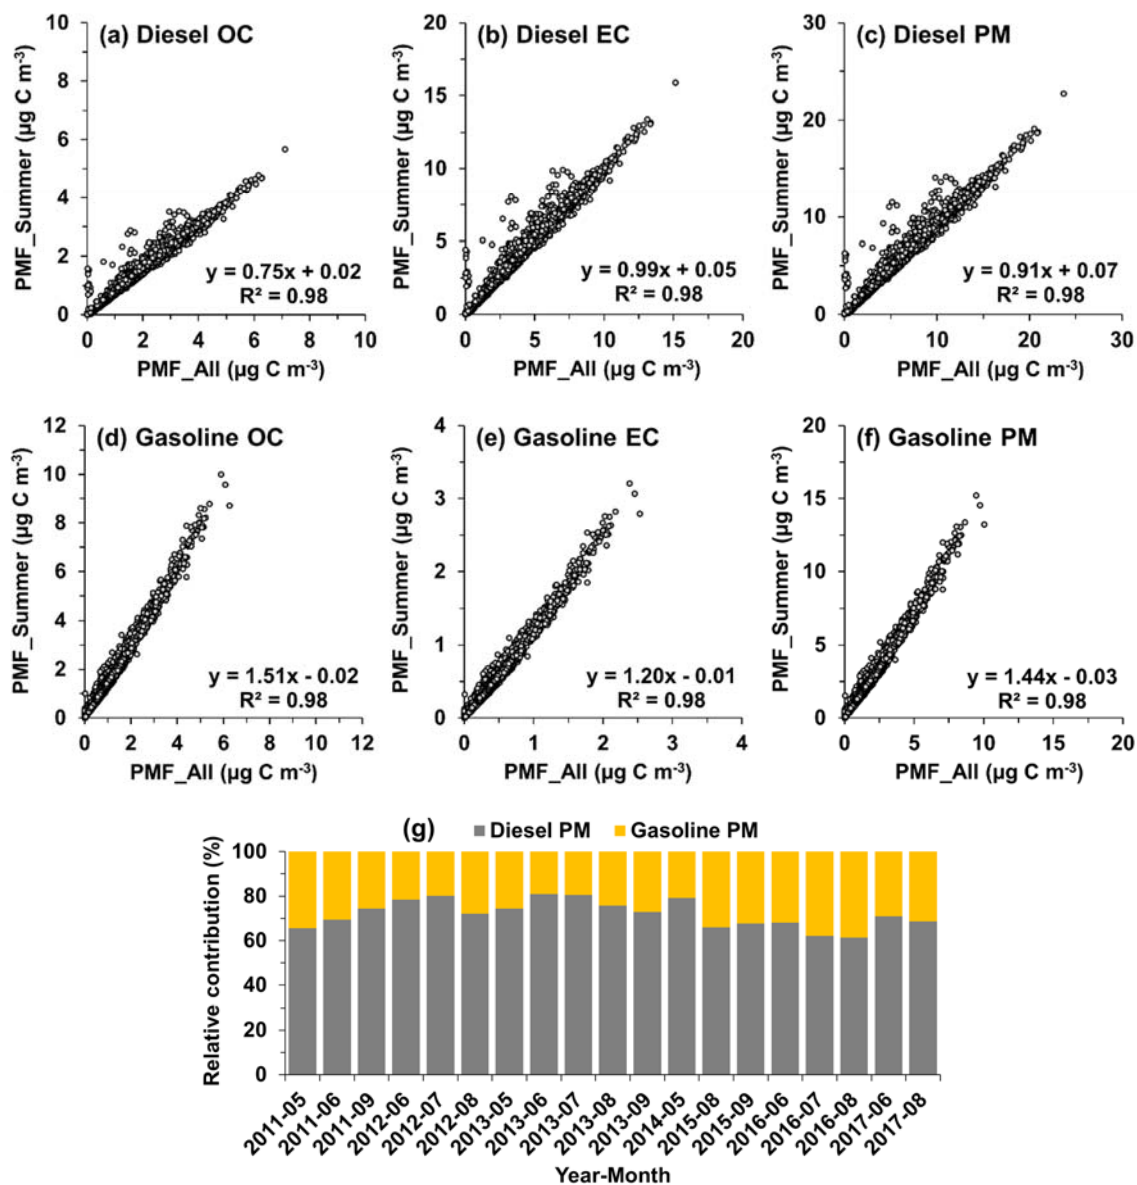 (a) Diesel OC
PMF_Summer (µg C m⁻³)
10
8
6
4
2
0
y = 0.75x + 0.02
R² = 0.98
0 2 4 6 8 10
PMF_All (µg C m⁻³)
(b) Diesel EC
PMF_Summer (µg C m⁻³)
20
15
10
5
0
y = 0.99x + 0.05
R² = 0.98
0 5 10 15 20
PMF_All (µg C m⁻³)
(c) Diesel PM
PMF_Summer (µg C m⁻³)
30
20
10
0
y = 0.91x + 0.07
R² = 0.98
0 10 20 30
PMF_All (µg C m⁻³)
(d) Gasoline OC
PMF_Summer (µg C m⁻³)
12
10
8
6
4
2
0
y = 1.51x - 0.02
R² = 0.98
0 2 4 6 8 10 12
PMF_All (µg C m⁻³)
(e) Gasoline EC
PMF_Summer (µg C m⁻³)
4
3
2
1
0
y = 1.20x - 0.01
R² = 0.98
0 1 2 3 4
PMF_All (µg C m⁻³)
(f) Gasoline PM
PMF_Summer (µg C m⁻³)
20
15
10
5
0
y = 1.44x - 0.03
R² = 0.98
0 5 10 15 20
PMF_All (µg C m⁻³)
(g) Diesel PM Gasoline PM
Relative contribution (%)
100
80
60
40
20
0
2011-05
2011-06
2011-09
2012-06
2012-07
2012-08
2013-05
2013-06
2013-07
2013-08
2013-09
2014-05
2015-08
2015-09
2016-06
2016-07
2016-08
2017-06
2017-08
Year-Month